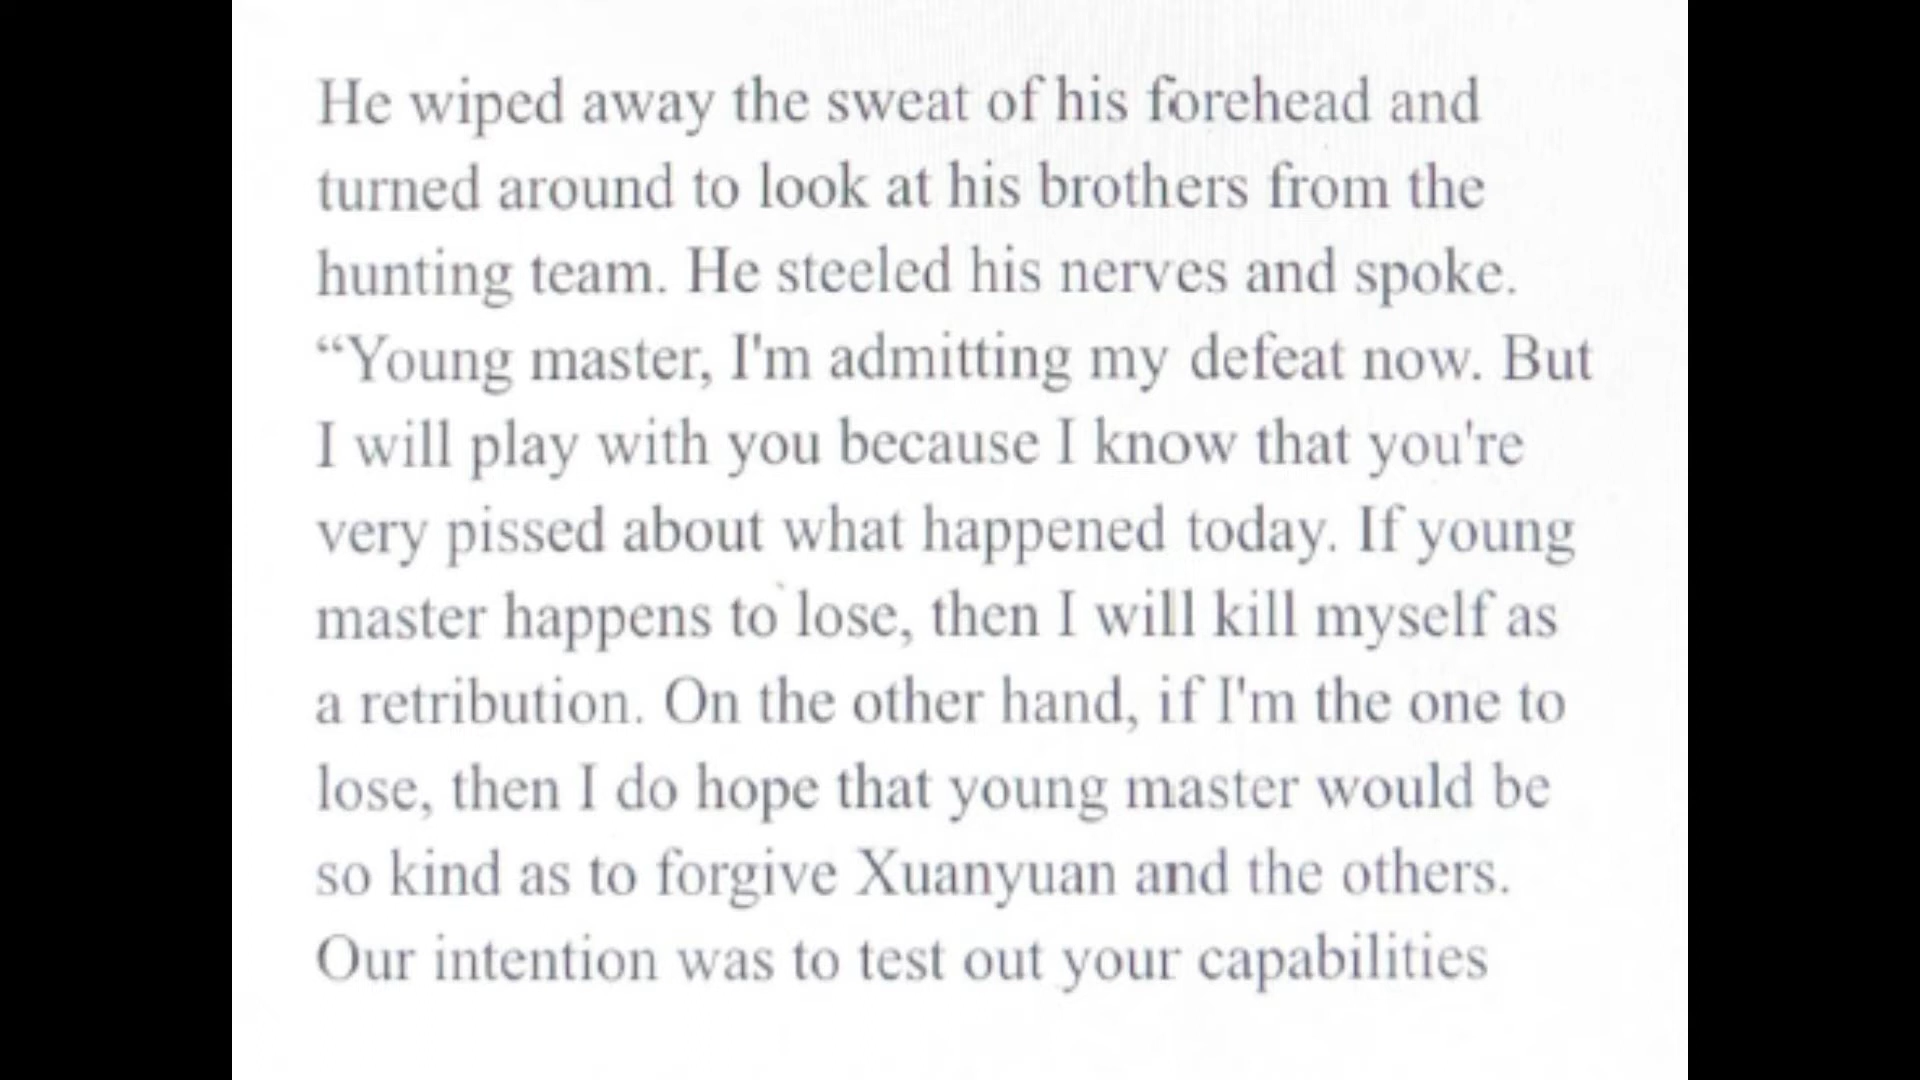 He wiped away the sweat of his forehead and
turned around to look at his brothers from the
hunting team. He steeled his nerves and spoke.
“Young master, I'm admitting my defeat now. But
I will play with you because I know that you're
very pissed about what happened today. If young
master happens to lose, then I will kill myself as
a retribution. On the other hand, if I'm the one to
lose, then I do hope that young master would be
so kind as to forgive Xuanyuan and the others.
Our intention was to test out your capabilities